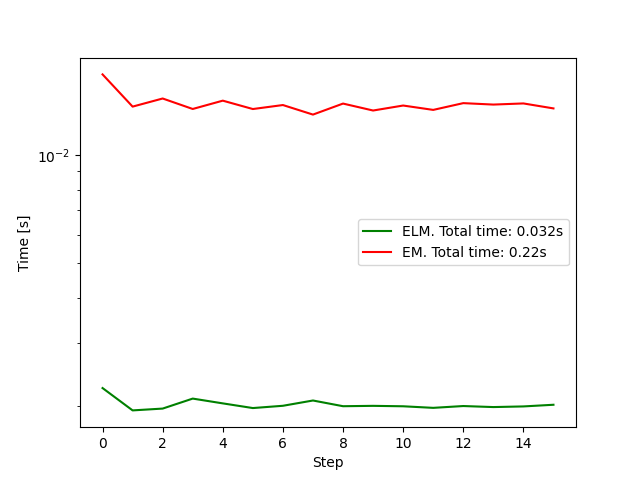 10⁻²
Time [s]
ELM. Total time: 0.032s
EM. Total time: 0.22s
0 2 4 6 8 10 12 14
Step